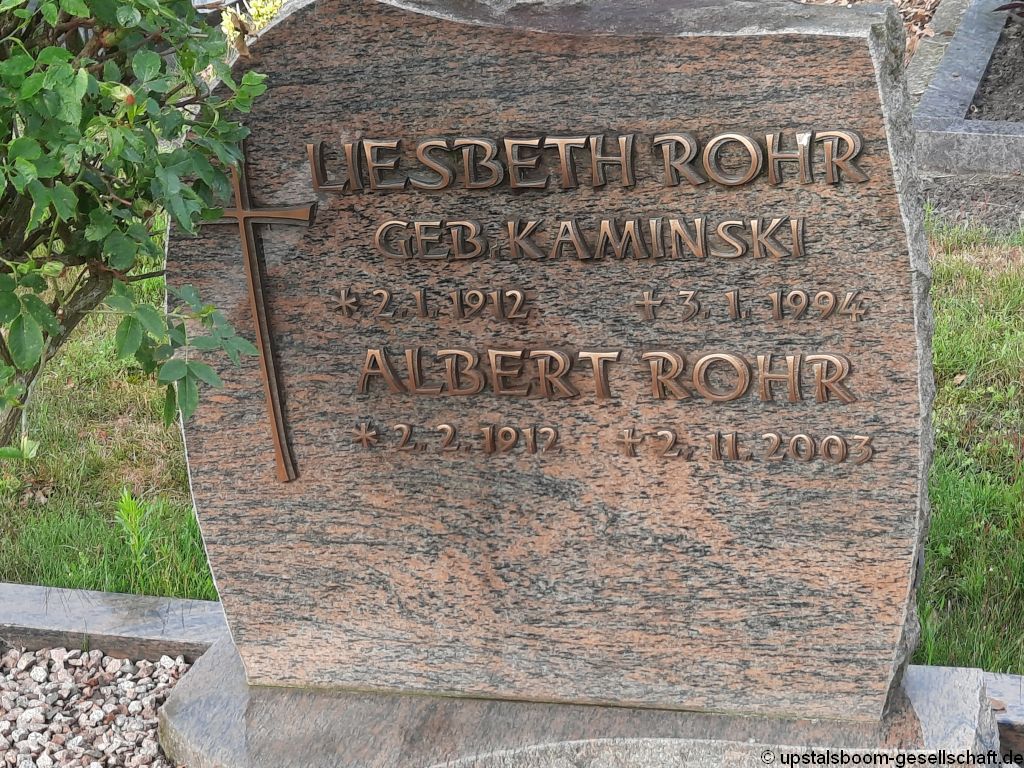 LIESBETH ROHR
GEB. KAMINSKI
* 2. 1. 1912 † 3. 1. 1994
ALBERT ROHR
* 2. 2. 1912 † 2. 11. 2003
© upstalsboom-gesellschaft.de